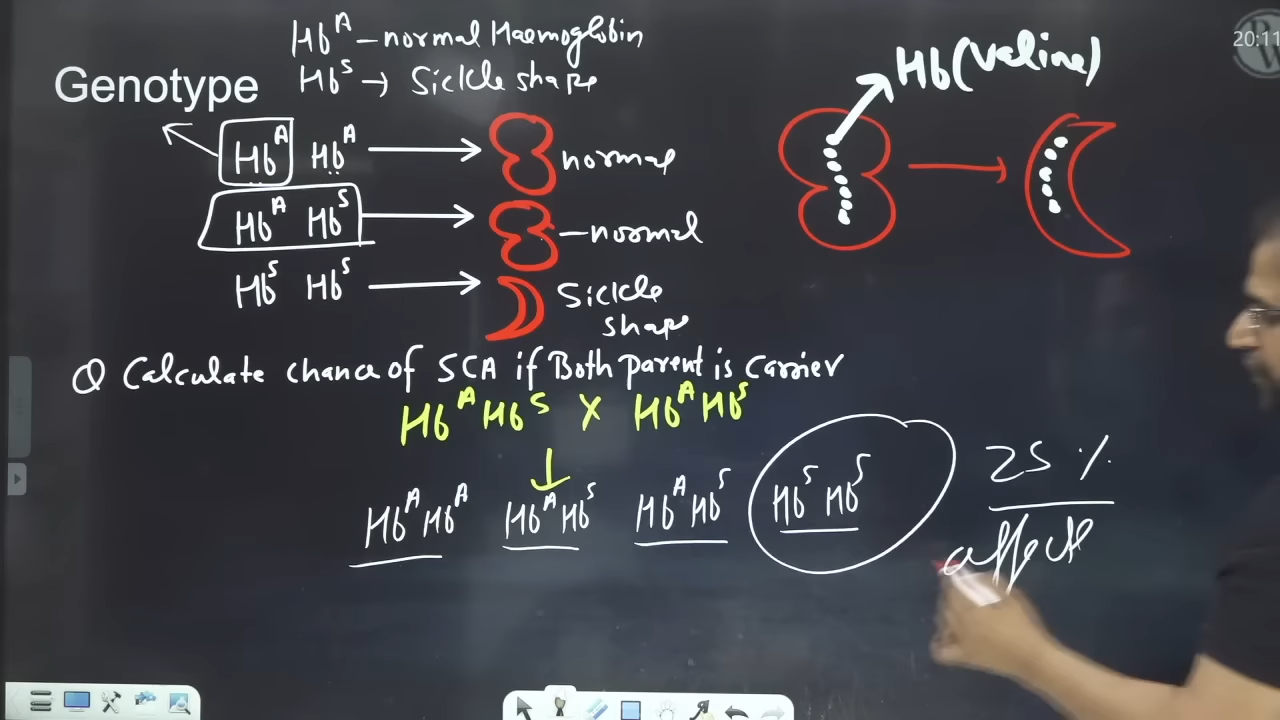 Hb^A – normal Haemoglobin
Hb^S → Sickle shape
Genotype
Hb^A Hb^A → normal
Hb^A Hb^S → – normal
Hb^S Hb^S → Sickle
shape
Hb (Valine)
20:11
Q Calculate chance of SCA if Both parent is Carrier
Hb^A Hb^S × Hb^A Hb^S
↓
Hb^A Hb^A Hb^A Hb^S Hb^A Hb^S Hb^S Hb^S
25 %
affect